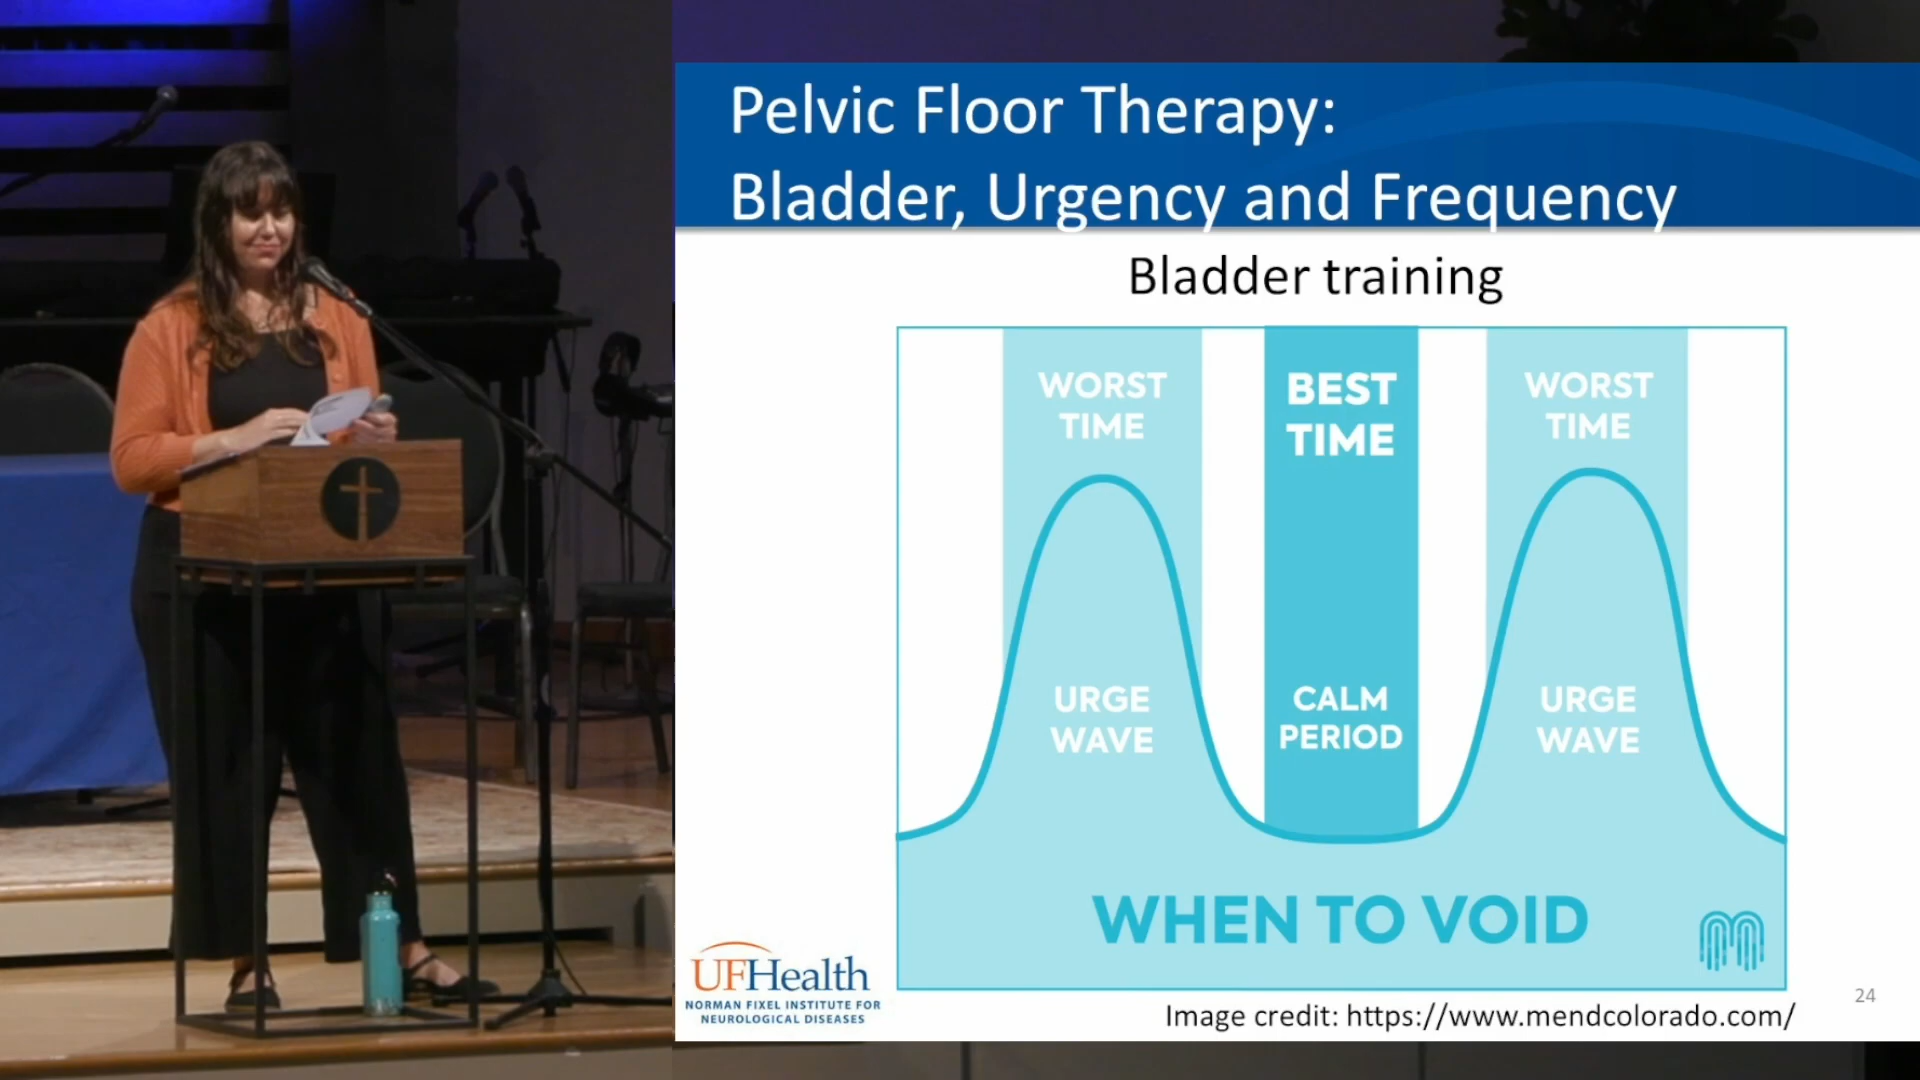 Pelvic Floor Therapy:
Bladder, Urgency and Frequency
Bladder training
WORST
TIME
BEST
TIME
WORST
TIME
URGE
WAVE
CALM
PERIOD
URGE
WAVE
WHEN TO VOID
UFHealth
NORMAN FIXEL INSTITUTE FOR
NEUROLOGICAL DISEASES
Image credit: https://www.mendcolorado.com/
24